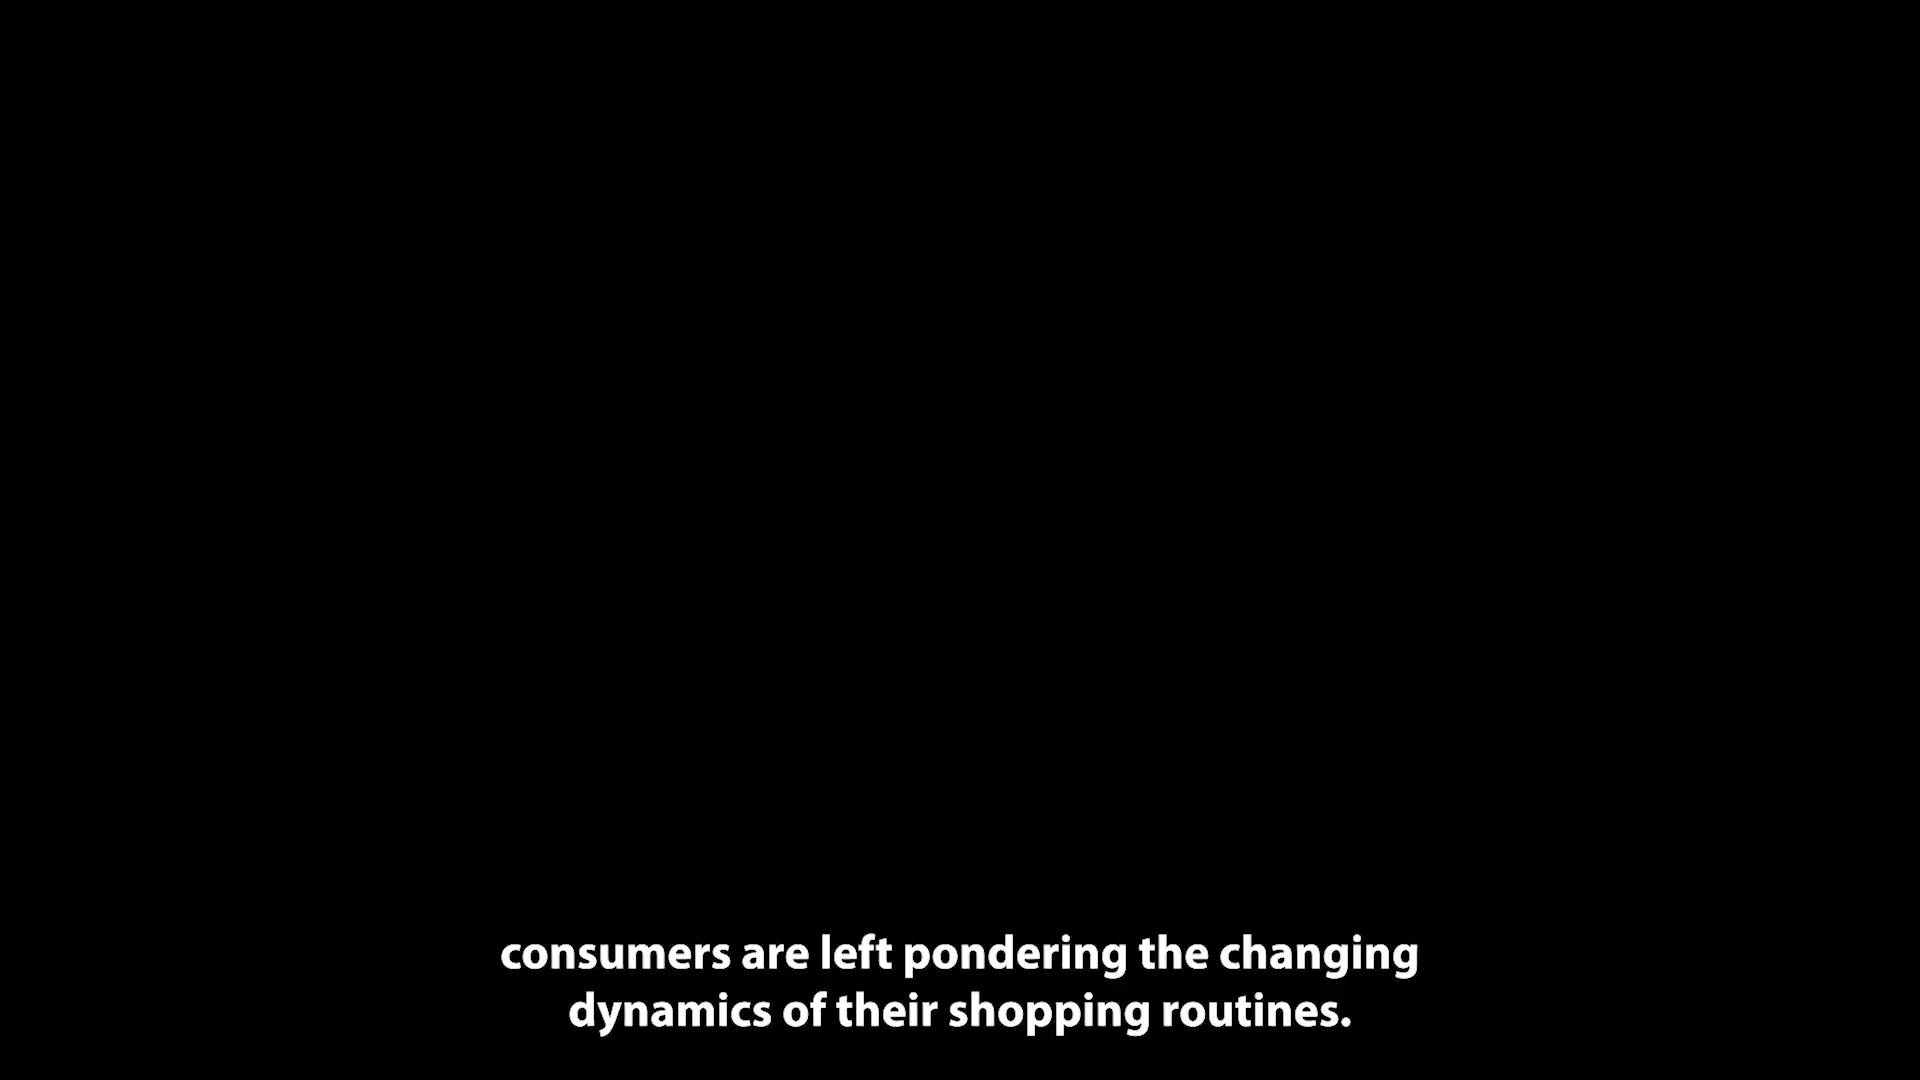 consumers are left pondering the changing
dynamics of their shopping routines.